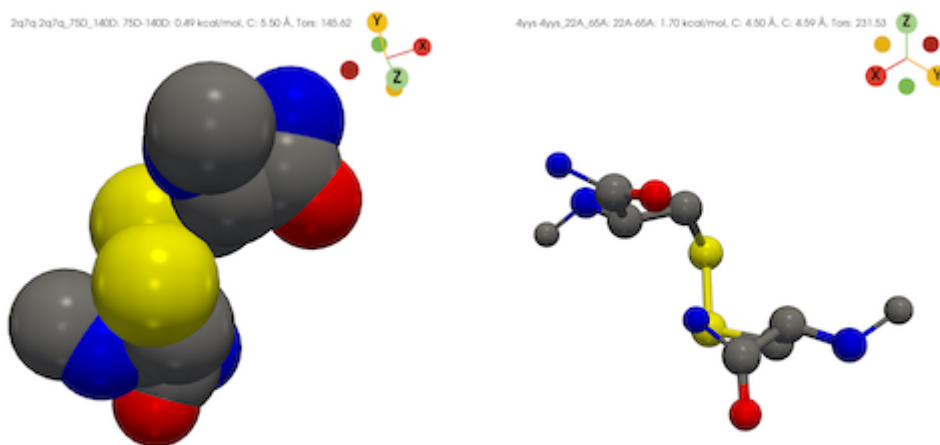 2q7q 2q7q_75D_140D: 75D-140D: 0.49 kcal/mol, C: 5.50 Å, Tors: 145.62
Y
X
Z
4yys 4yys_22A_65A: 22A-65A: 1.70 kcal/mol, C: 4.50 Å, C: 4.59 Å, Tors: 231.53
Z
X
Y